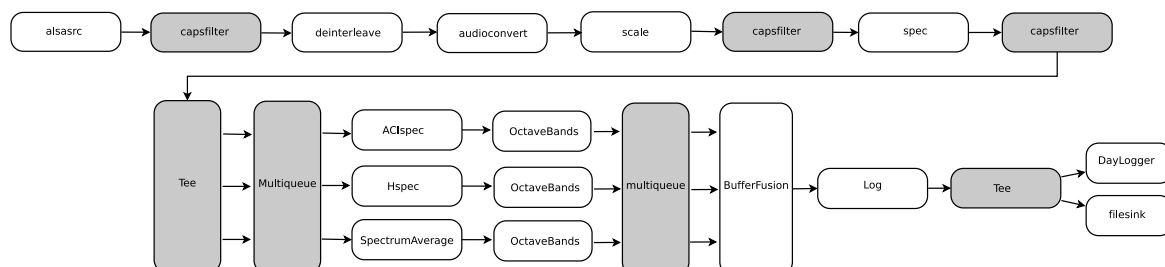 alsasrc
capsfilter
deinterleave
audioconvert
scale
capsfilter
spec
capsfilter
Tee
Multiqueue
ACIspec
OctaveBands
Hspec
OctaveBands
SpectrumAverage
OctaveBands
multiqueue
BufferFusion
Log
Tee
DayLogger
filesink